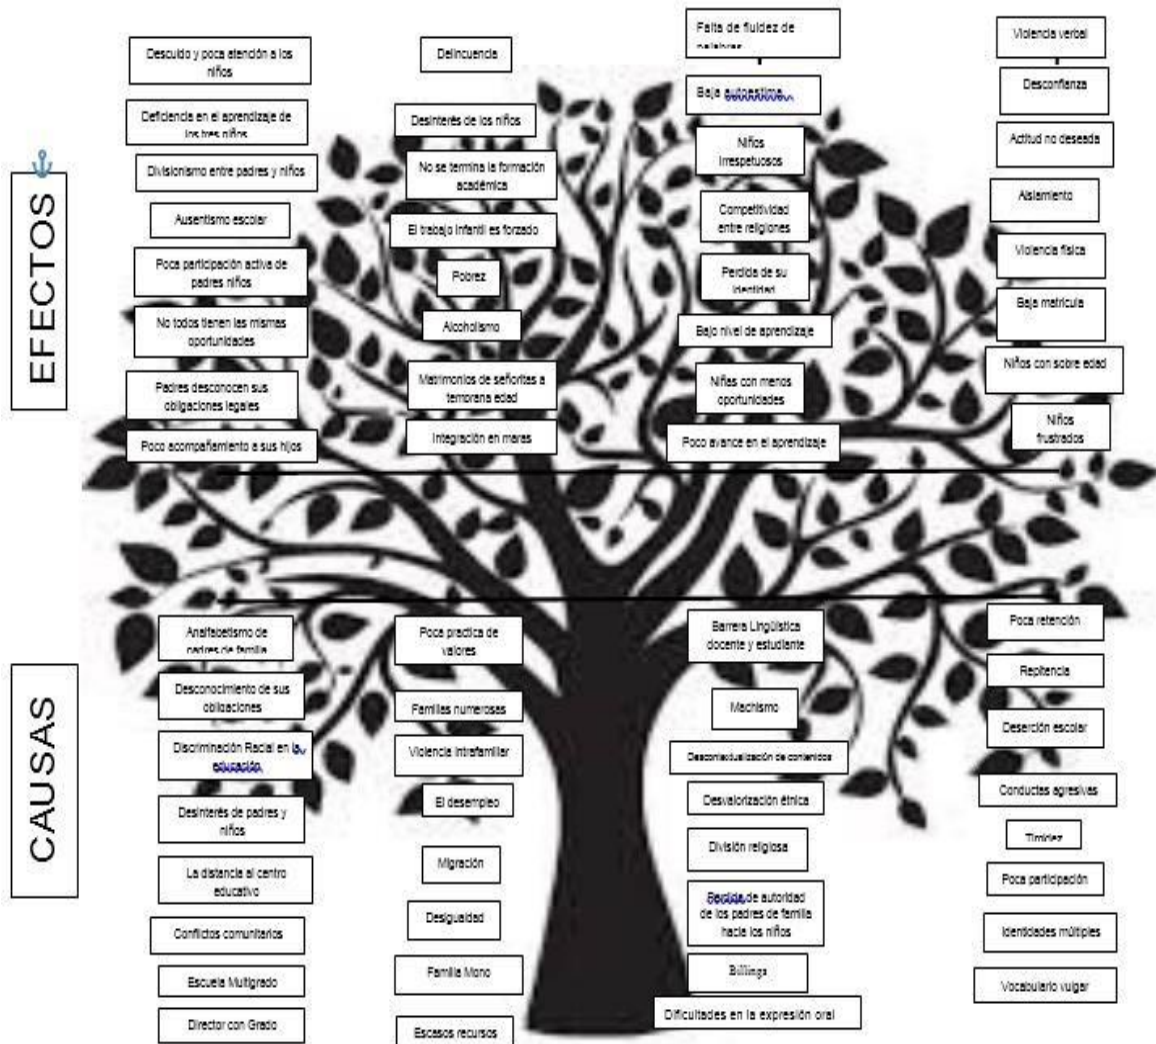 EFECTOS
Descuido y poca atención a los
niños
Deficiencia en el aprendizaje de
los tres niños
Divisionismo entre padres y niños
Ausentismo escolar
Poca participación activa de
padres niños
No todos tienen las mismas
oportunidades
Padres desconocen sus
obligaciones legales
Poco acompañamiento a sus hijos
Delincuencia
Desinterés de los niños
No se termina la formación
académica
El trabajo infantil es forzado
Pobrez
Alcoholismo
Matrimonios de señoritas a
temprana edad
Integración en maras
Falta de fluidez de
palabras
Baja autoestima
Niños
irrespetuosos
Competitividad
entre religiones
Perdida de su
identidad
Bajo nivel de aprendizaje
Niñas con menos
oportunidades
Poco avance en el aprendizaje
Violencia verbal
Desconfianza
Actitud no deseada
Aislamiento
Violencia física
Baja matricula
Niños con sobre edad
Niños
frustrados
CAUSAS
Analfabetismo de
padres de familia
Desconocimiento de sus
obligaciones
Discriminación Racial en la
educación
Desinterés de padres y
niños
La distancia al centro
educativo
Conflictos comunitarios
Escuela Multigrado
Director con Grado
Poca practica de
valores
Familias numerosas
Violencia intrafamiliar
El desempleo
Migración
Desigualdad
Familia Mono
Escasos recursos
Barrera Lingüística
docente y estudiante
Machismo
Descontextualización de contenidos
Desvalorización étnica
División religiosa
Perdida de autoridad
de los padres de familia
hacia los niños
Dificultades en la expresión oral
Poca retención
Repitencia
Deserción escolar
Conductas agresivas
Timidez
Poca participación
Identidades múltiples
Vocabulario vulgar